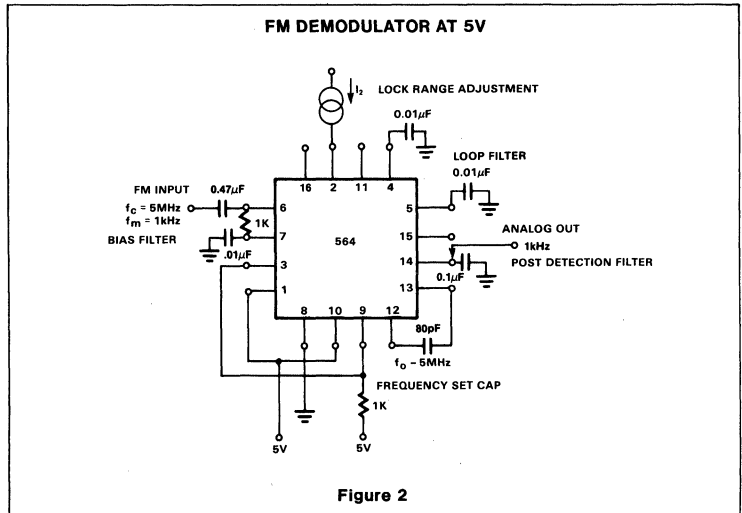 FM DEMODULATOR AT 5V
I₂
LOCK RANGE ADJUSTMENT
0.01µF
LOOP FILTER
0.01µF
16 2 11 4
FM INPUT
0.47µF
fc = 5MHz
fm = 1kHz
6
1K
5
BIAS FILTER
7
.01µF
564
15
ANALOG OUT
1kHz
3
14
POST DETECTION FILTER
0.1µF
1
13
8 10 9 12
80pF
fo – 5MHz
FREQUENCY SET CAP
1K
5V
5V
Figure 2